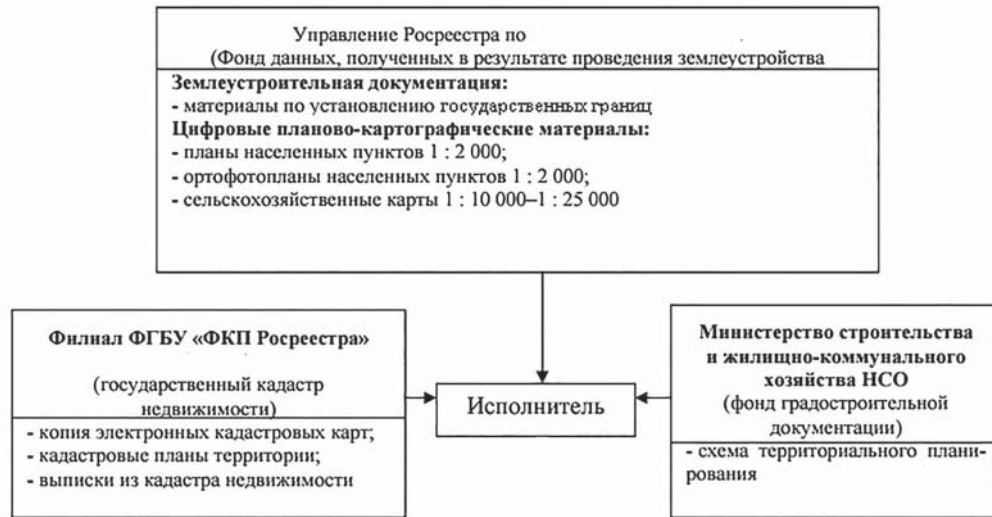 Управление Росреестра по
(Фонд данных, полученных в результате проведения землеустройства
Землеустроительная документация:
- материалы по установлению государственных границ
Цифровые планово-картографические материалы:
- планы населенных пунктов 1 : 2 000;
- ортофотопланы населенных пунктов 1 : 2 000;
- сельскохозяйственные карты 1 : 10 000–1 : 25 000
Филиал ФГБУ «ФКП Росреестра»
(государственный кадастр
недвижимости)
- копия электронных кадастровых карт;
- кадастровые планы территории;
- выписки из кадастра недвижимости
Исполнитель
Министерство строительства
и жилищно-коммунального
хозяйства НСО
(фонд градостроительной
документации)
- схема территориального плани-
рования